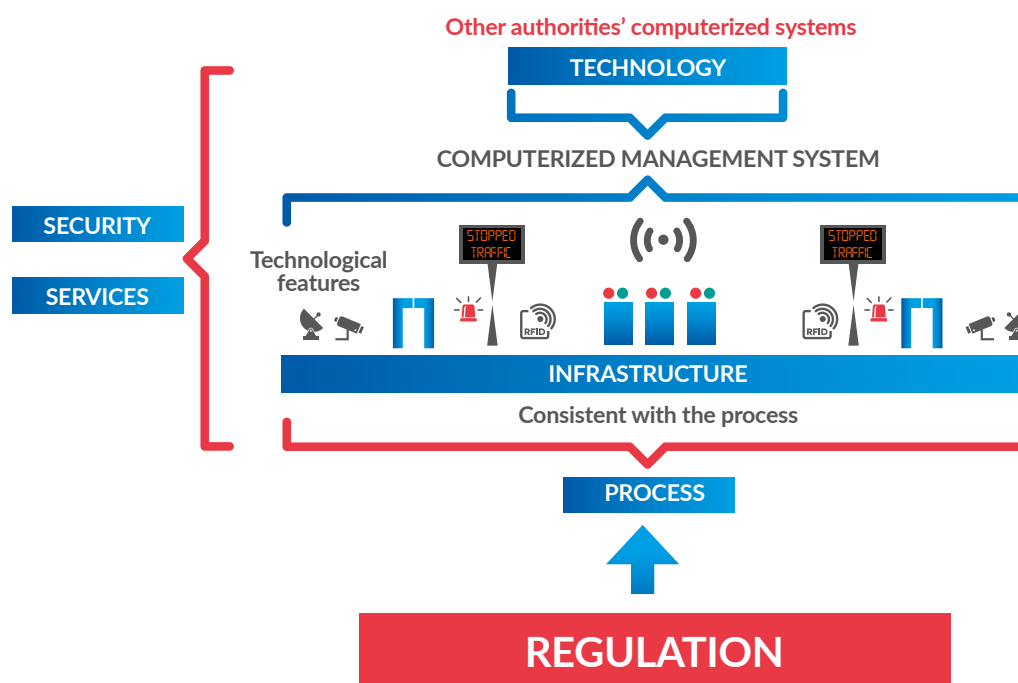 Other authorities’ computerized systems
TECHNOLOGY
COMPUTERIZED MANAGEMENT SYSTEM
SECURITY
SERVICES
Technological
features
STOPPED
TRAFFIC
RFID
STOPPED
TRAFFIC
RFID
INFRASTRUCTURE
Consistent with the process
PROCESS
REGULATION